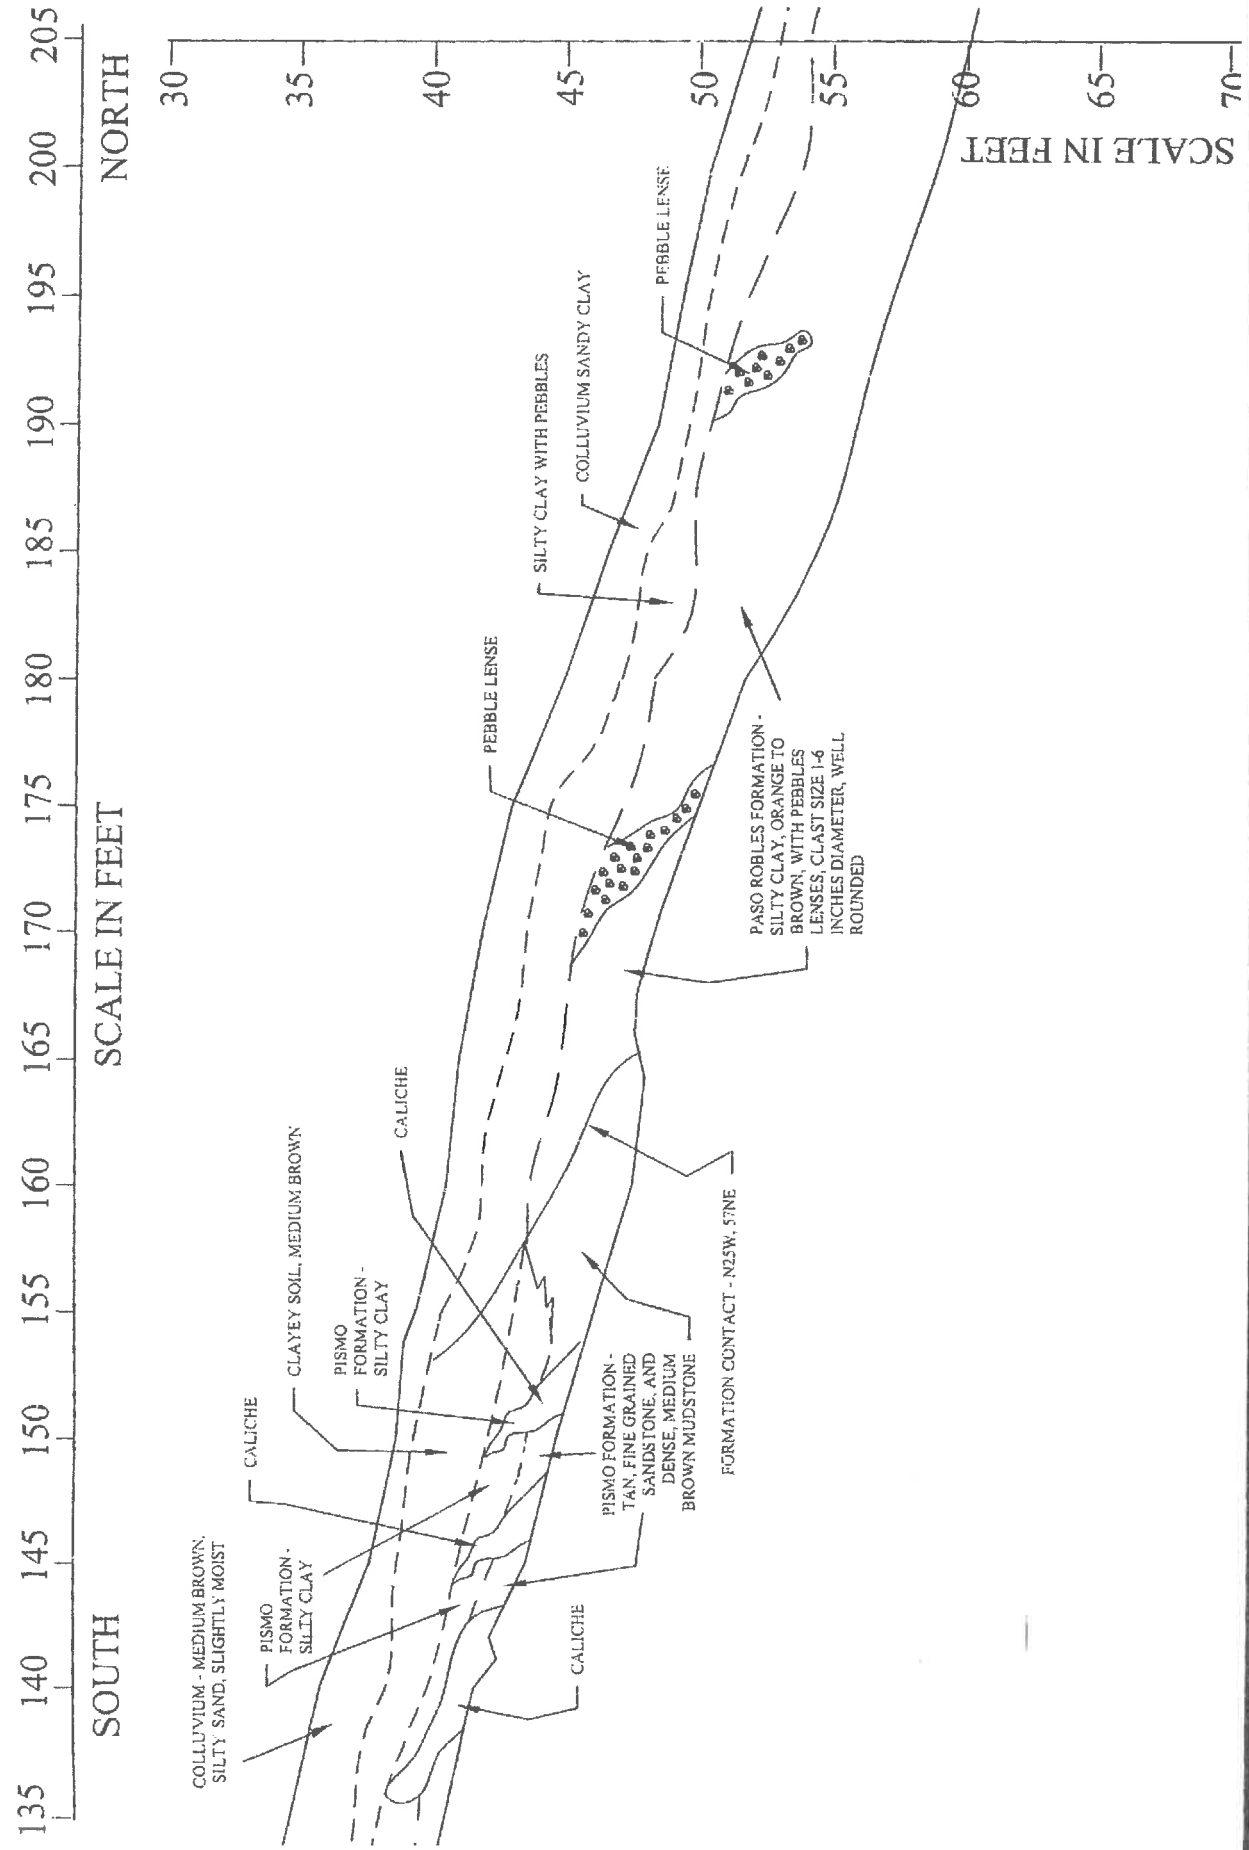 135 140 145 150 155 160 165 170 175 180 185 190 195 200 205
SOUTH
SCALE IN FEET
NORTH
30
35
40
45
50
55
60
65
70
SCALE IN FEET
COLLUVIUM - MEDIUM BROWN,
SILTY SAND, SLIGHTLY MOIST
PISMO
FORMATION -
SILTY CLAY
CALICHE
CLAYEY SOIL, MEDIUM BROWN
PISMO
FORMATION -
SILTY CLAY
CALICHE
PEBBLE LENSE
SILTY CLAY WITH PEBBLES
COLLUVIUM SANDY CLAY
PEBBLE LENSE
CALICHE
PISMO FORMATION -
TAN, FINE GRAINED
SANDSTONE, AND
DENSE, MEDIUM
BROWN MUDSTONE
FORMATION CONTACT - N25W, 57NE
PASO ROBLES FORMATION -
SILTY CLAY, ORANGE TO
BROWN, WITH PEBBLES
LENSES, CLAST SIZE 1-6
INCHES DIAMETER, WELL
ROUNDED